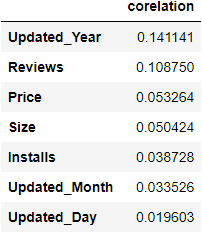 corelation
Updated_Year 0.141141
Reviews 0.108750
Price 0.053264
Size 0.050424
Installs 0.038728
Updated_Month 0.033526
Updated_Day 0.019603